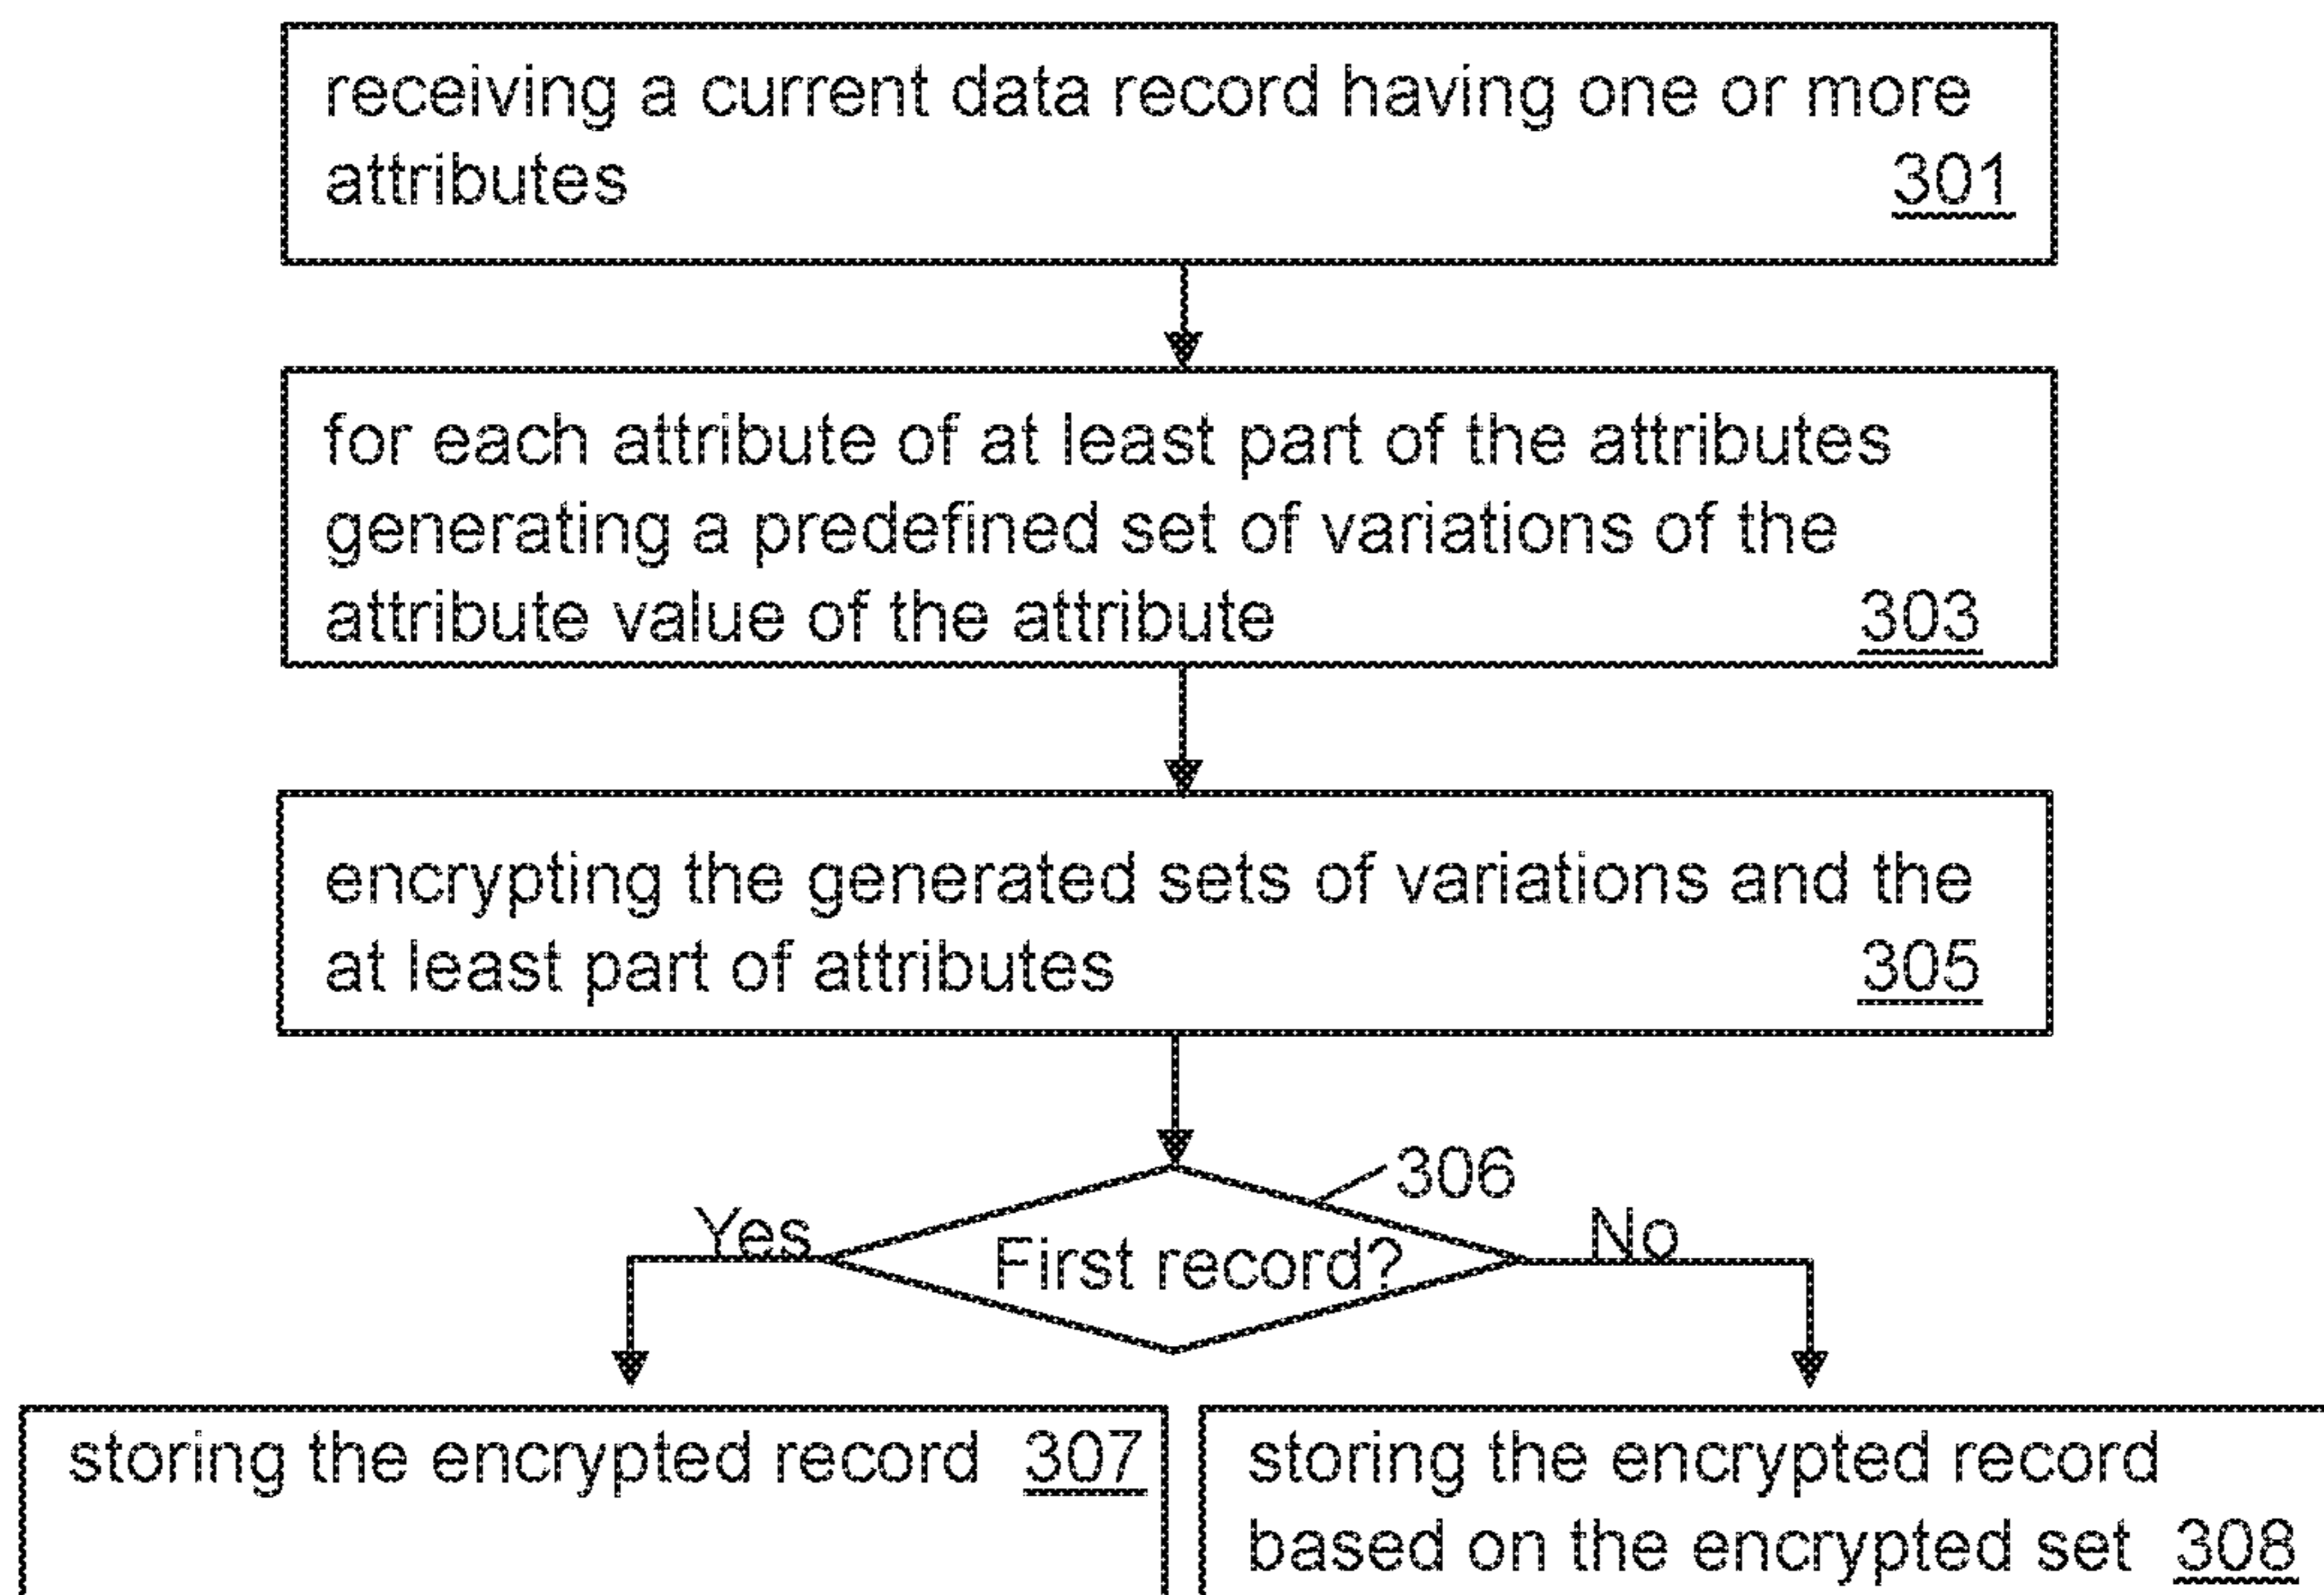 receiving a current data record having one or more
attributes 301
for each attribute of at least part of the attributes
generating a predefined set of variations of the
attribute value of the attribute 303
encrypting the generated sets of variations and the
at least part of attributes 305
306
Yes No
First record?
storing the encrypted record 307
storing the encrypted record
based on the encrypted set 308